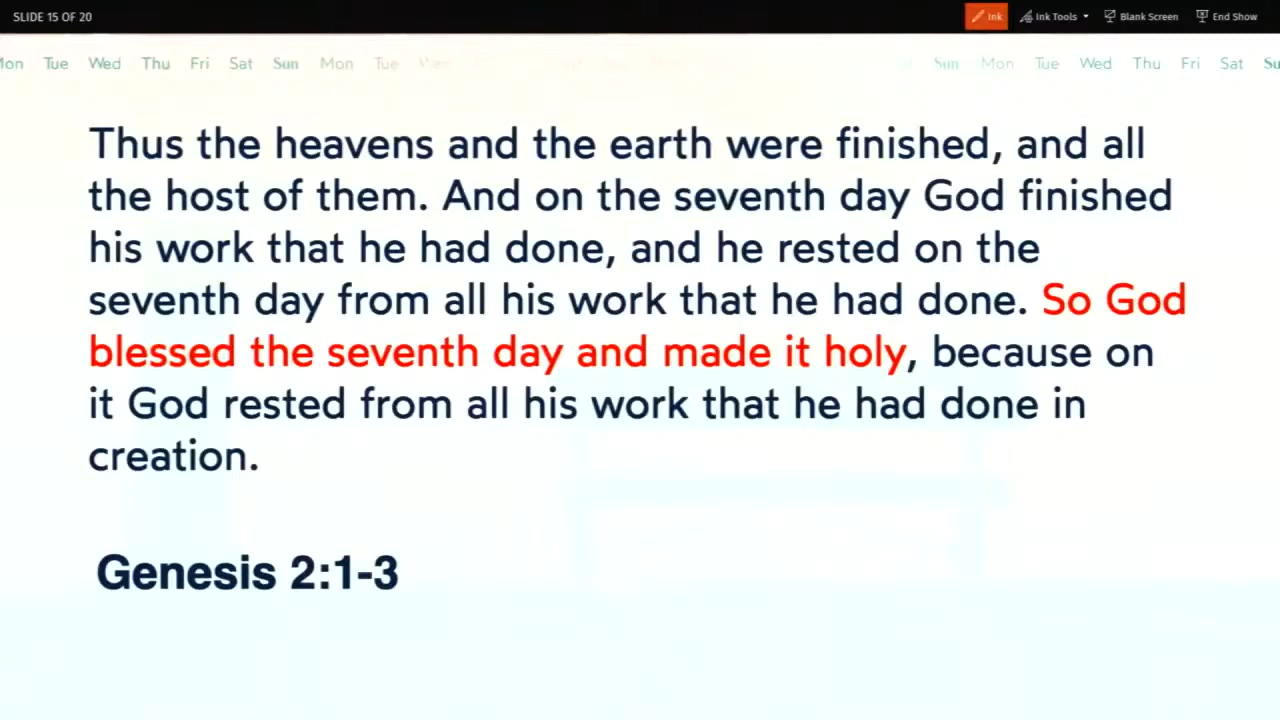 SLIDE 15 OF 20
Ink Ink Tools Blank Screen End Show
Mon Tue Wed Thu Fri Sat Sun Mon Tue Sun Mon Tue Wed Thu Fri Sat Su
Thus the heavens and the earth were finished, and all
the host of them. And on the seventh day God finished
his work that he had done, and he rested on the
seventh day from all his work that he had done. So God
blessed the seventh day and made it holy, because on
it God rested from all his work that he had done in
creation.
Genesis 2:1-3